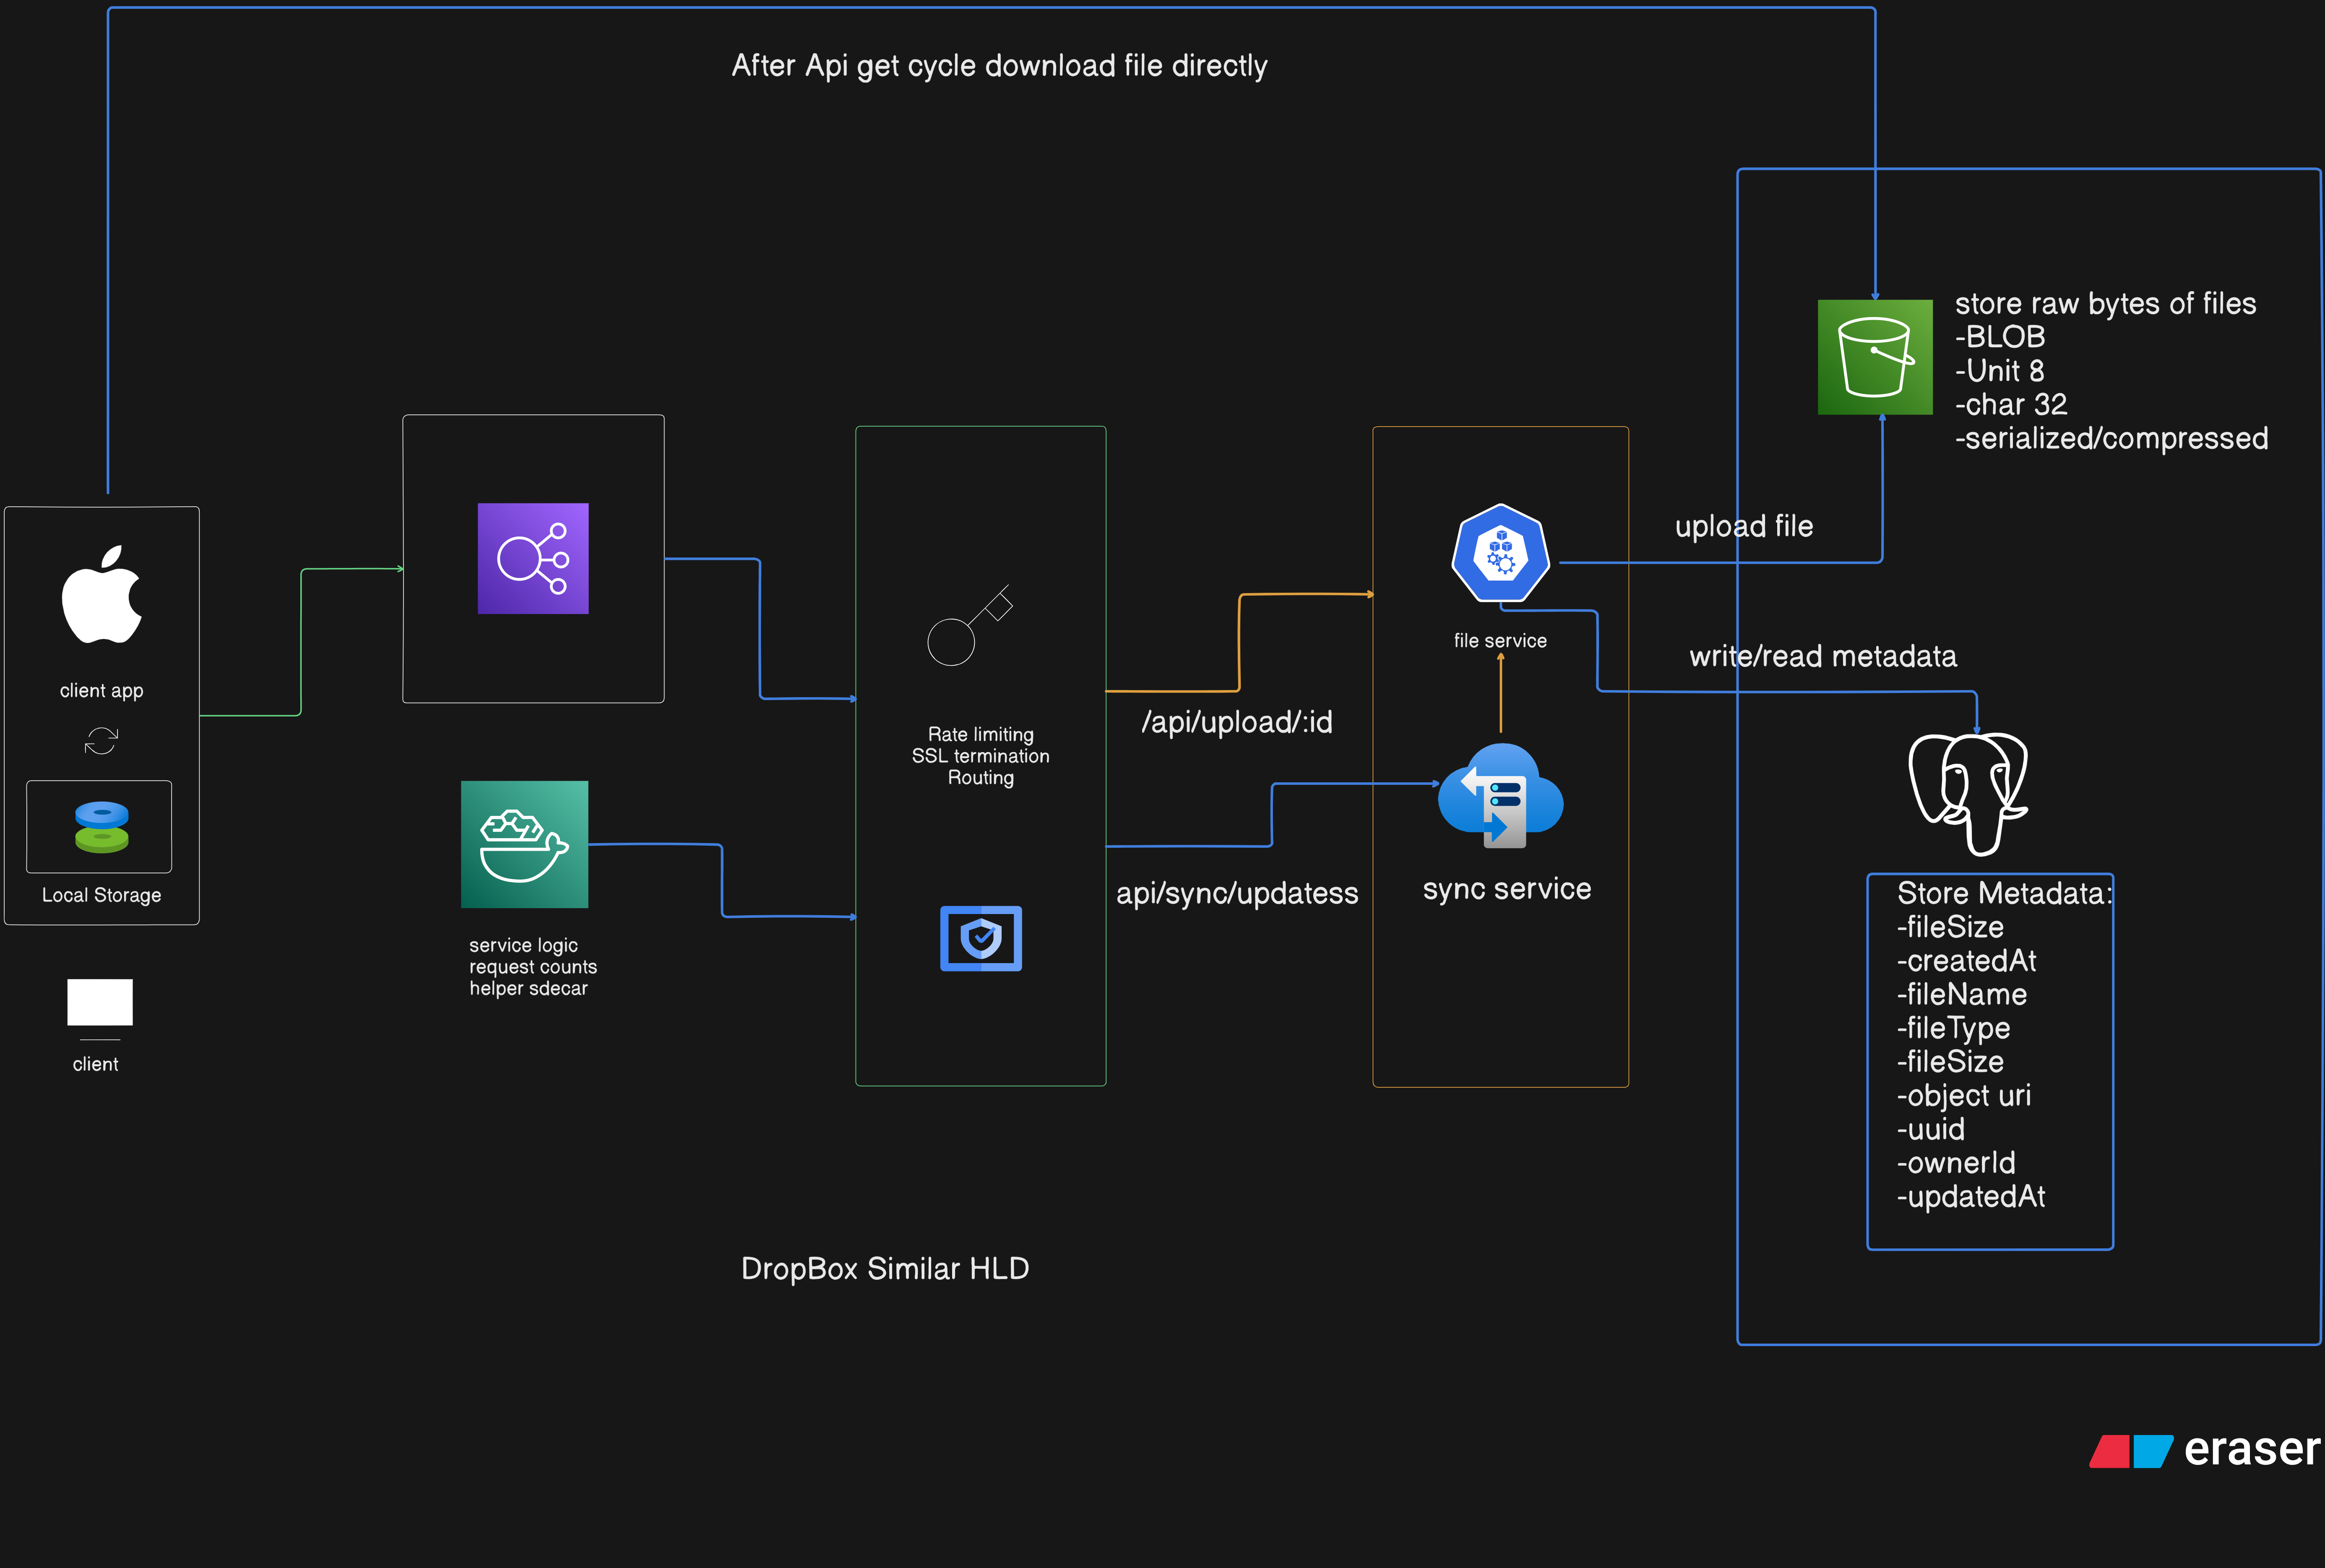 After Api get cycle download file directly
store raw bytes of files
-BLOB
-Unit 8
-char 32
-serialized/compressed
client app
Local Storage
client
service logic
request counts
helper sdecar
Rate limiting
SSL termination
Routing
/api/upload/:id
api/sync/updatess
file service
sync service
upload file
write/read metadata
Store Metadata:
-fileSize
-createdAt
-fileName
-fileType
-fileSize
-object uri
-uuid
-ownerId
-updatedAt
DropBox Similar HLD
eraser